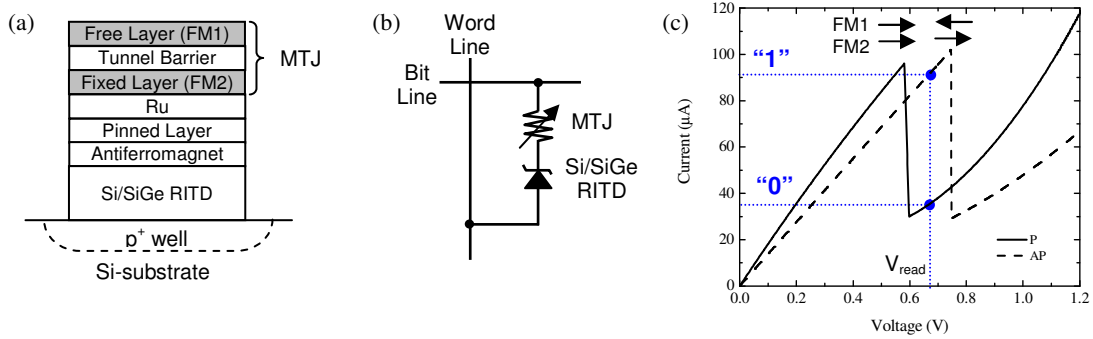 (a)
Free Layer (FM1)
Tunnel Barrier
Fixed Layer (FM2)
Ru
Pinned Layer
Antiferromagnet
Si/SiGe RITD
p+ well
Si-substrate
MTJ
(b)
Word
Line
Bit
Line
MTJ
Si/SiGe
RITD
(c)
120
100
80
60
40
20
0
Current (μA)
FM1
FM2
“1”
“0”
Vread
P
AP
0.0 0.2 0.4 0.6 0.8 1.0 1.2
Voltage (V)